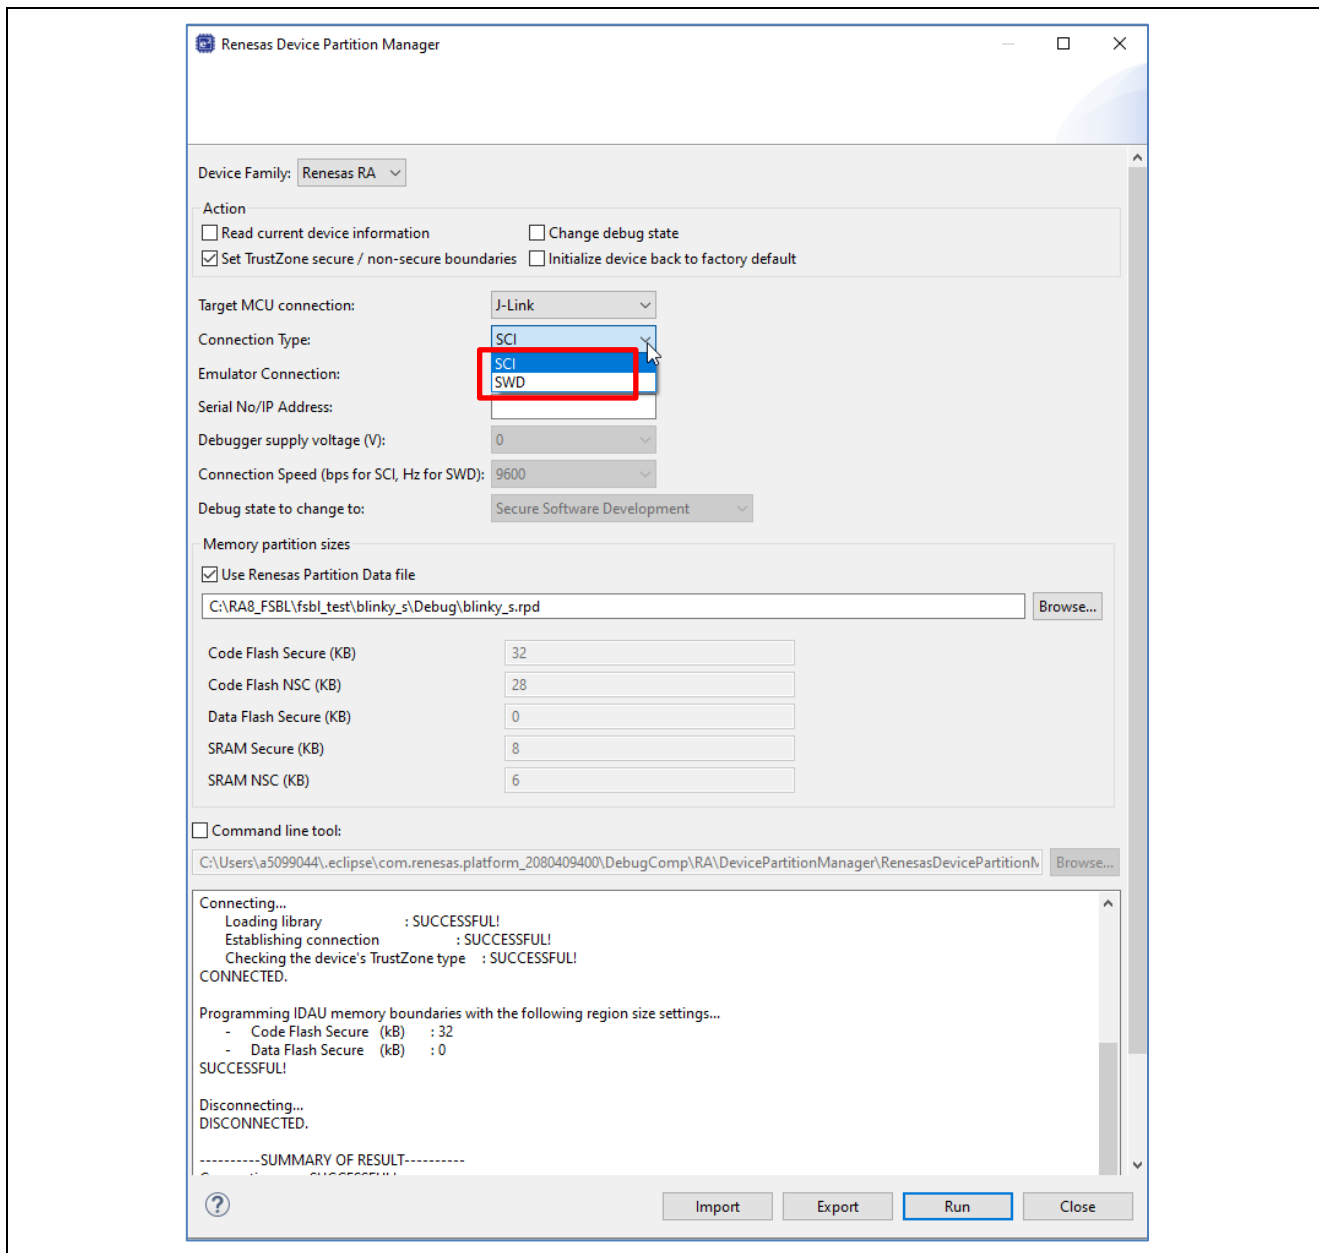 Renesas Device Partition Manager
Device Family: Renesas RA
Action
Read current device information Change debug state
Set TrustZone secure / non-secure boundaries Initialize device back to factory default
Target MCU connection: J-Link
Connection Type: SCI
SCI
Emulator Connection:
SWD
Serial No/IP Address:
Debugger supply voltage (V): 0
Connection Speed (bps for SCI, Hz for SWD): 9600
Debug state to change to: Secure Software Development
Memory partition sizes
Use Renesas Partition Data file
C:\RA8_FSBL\fsbl_test\blinky_s\Debug\blinky_s.rpd Browse...
Code Flash Secure (KB) 32
Code Flash NSC (KB) 28
Data Flash Secure (KB) 0
SRAM Secure (KB) 8
SRAM NSC (KB) 6
Command line tool:
C:\Users\a5099044\.eclipse\com.renesas.platform_2080409400\DebugComp\RA\DevicePartitionManager\RenesasDevicePartitionM Browse...
Connecting...
Loading library : SUCCESSFUL!
Establishing connection : SUCCESSFUL!
Checking the device's TrustZone type : SUCCESSFUL!
CONNECTED.
Programming IDAU memory boundaries with the following region size settings...
- Code Flash Secure (kB) : 32
- Data Flash Secure (kB) : 0
SUCCESSFUL!
Disconnecting...
DISCONNECTED.
----------SUMMARY OF RESULT----------
? Import Export Run Close